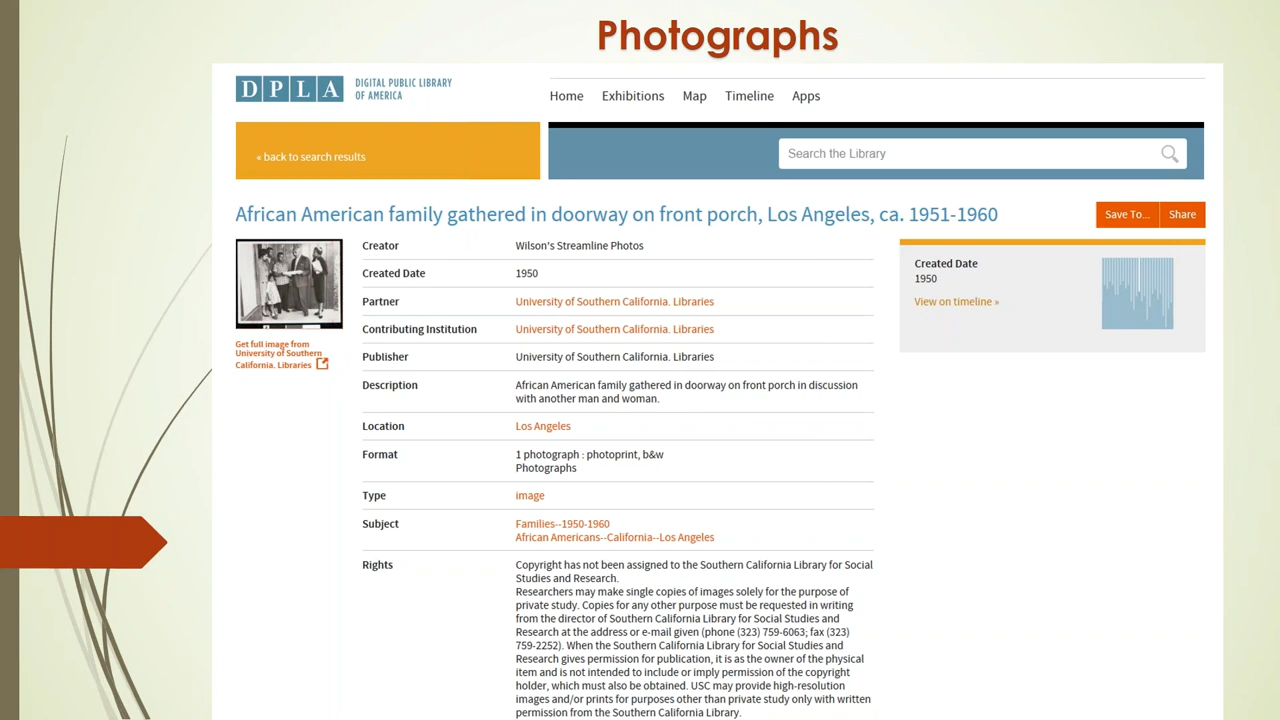 Photographs
DPLA
DIGITAL PUBLIC LIBRARY
OF AMERICA
Home Exhibitions Map Timeline Apps
« back to search results
Search the Library
African American family gathered in doorway on front porch, Los Angeles, ca. 1951-1960
Save To... Share
Get full image from
University of Southern
California. Libraries
Creator Wilson's Streamline Photos
Created Date 1950
Partner University of Southern California. Libraries
Contributing Institution University of Southern California. Libraries
Publisher University of Southern California. Libraries
Description African American family gathered in doorway on front porch in discussion
with another man and woman.
Location Los Angeles
Format 1 photograph : photoprint, b&w
Photographs
Type image
Subject Families--1950-1960
African Americans--California--Los Angeles
Rights Copyright has not been assigned to the Southern California Library for Social
Studies and Research.
Researchers may make single copies of images solely for the purpose of
private study. Copies for any other purpose must be requested in writing
from the director of Southern California Library for Social Studies and
Research at the address or e-mail given (phone (323) 759-6063; fax (323)
759-2252). When the Southern California Library for Social Studies and
Research gives permission for publication, it is as the owner of the physical
item and is not intended to include or imply permission of the copyright
holder, which must also be obtained. USC may provide high-resolution
images and/or prints for purposes other than private study only with written
permission from the Southern California Library.
Created Date
1950
View on timeline »